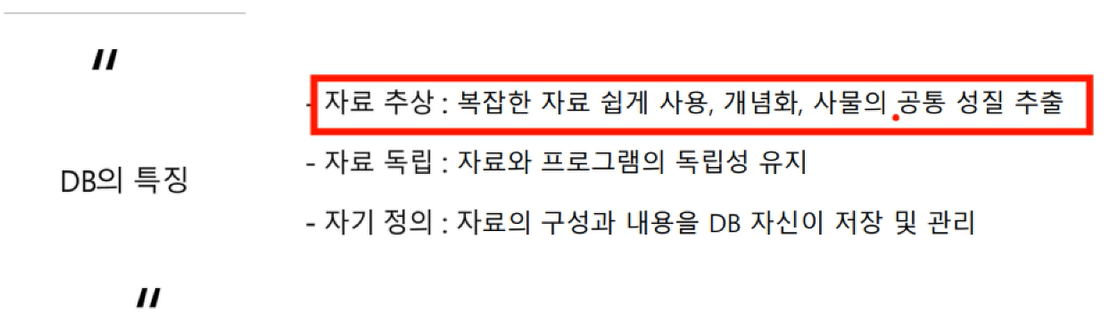 〃
- 자료 추상 : 복잡한 자료 쉽게 사용, 개념화, 사물의 공통 성질 추출
DB의 특징
- 자료 독립 : 자료와 프로그램의 독립성 유지
- 자기 정의 : 자료의 구성과 내용을 DB 자신이 저장 및 관리
〃